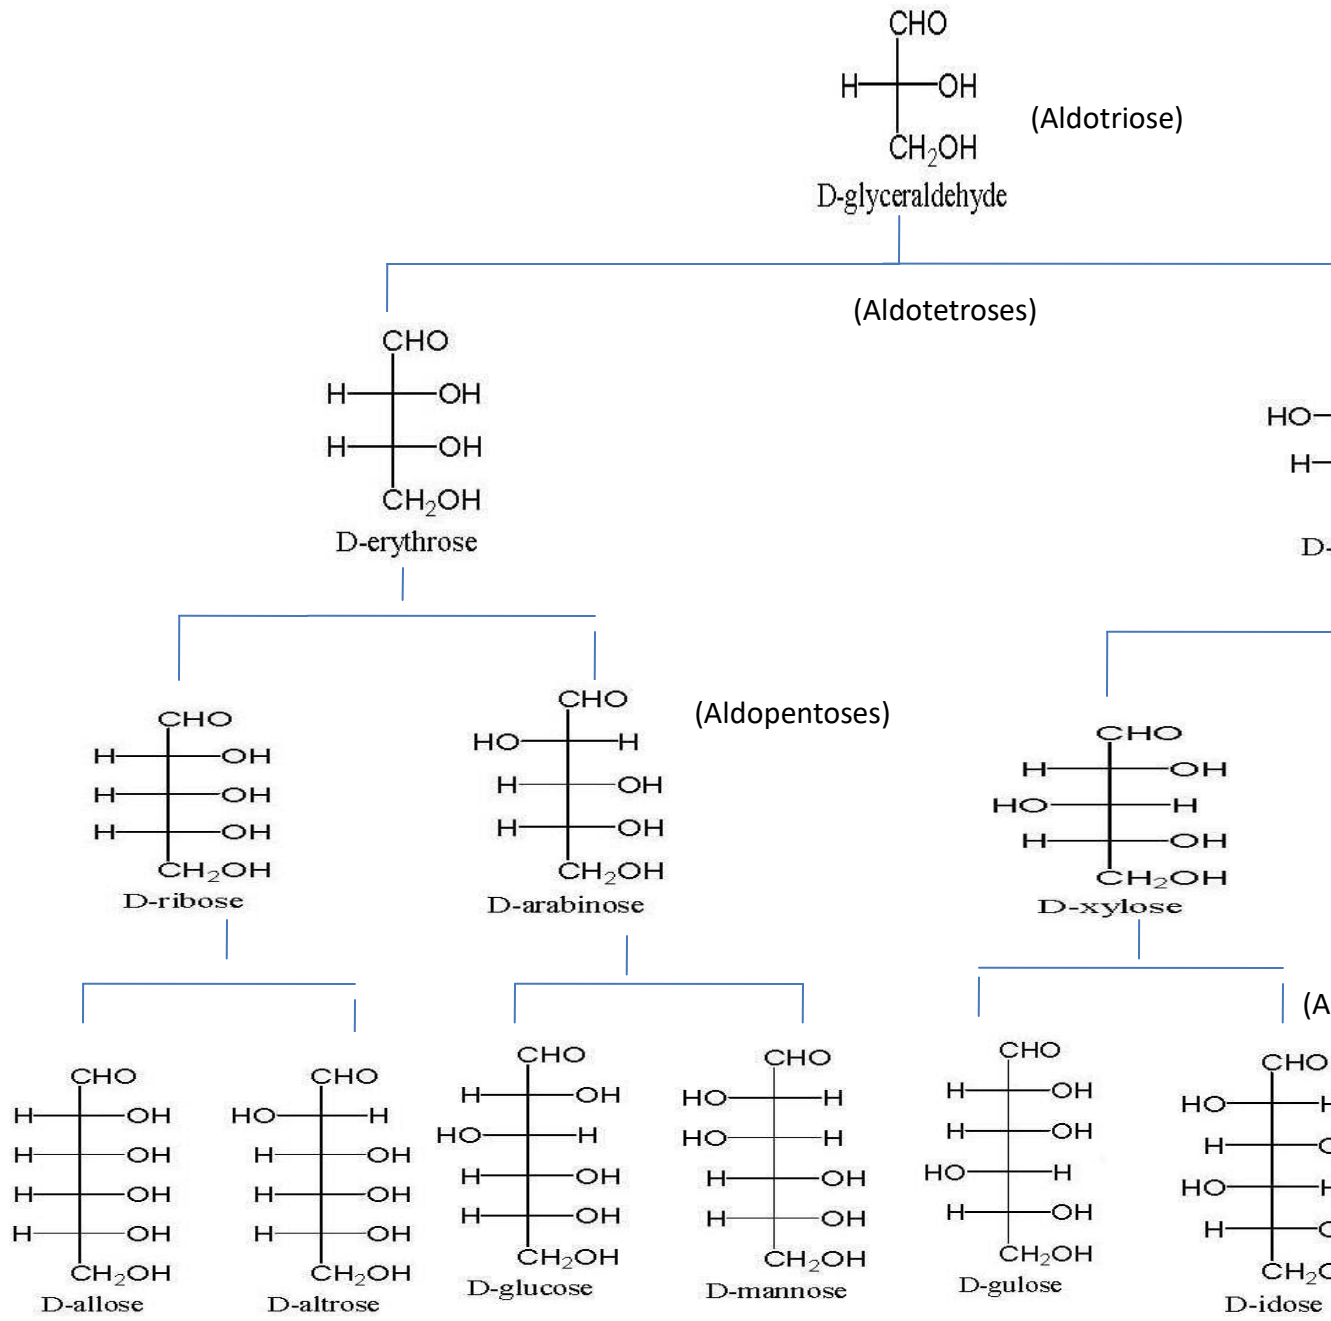 CHO
H OH
(Aldotriose)
CH2OH
D-glyceraldehyde
(Aldotetroses)
CHO
H OH
H OH
CH2OH
D-erythrose
HO
H
D-
CHO
H OH
H OH
H OH
CH2OH
D-ribose
CHO
HO H
H OH
H OH
CH2OH
D-arabinose
(Aldopentoses)
CHO
H OH
HO H
H OH
CH2OH
D-xylose
(A
CHO
H OH
H OH
H OH
H OH
CH2OH
D-allose
CHO
HO H
H OH
H OH
H OH
CH2OH
D-altrose
CHO
H OH
HO H
H OH
H OH
CH2OH
D-glucose
CHO
HO H
HO H
H OH
H OH
CH2OH
D-mannose
CHO
H OH
H OH
HO H
H OH
CH2OH
D-gulose
CHO
HO H
H
HO H
H
CH2
D-idose